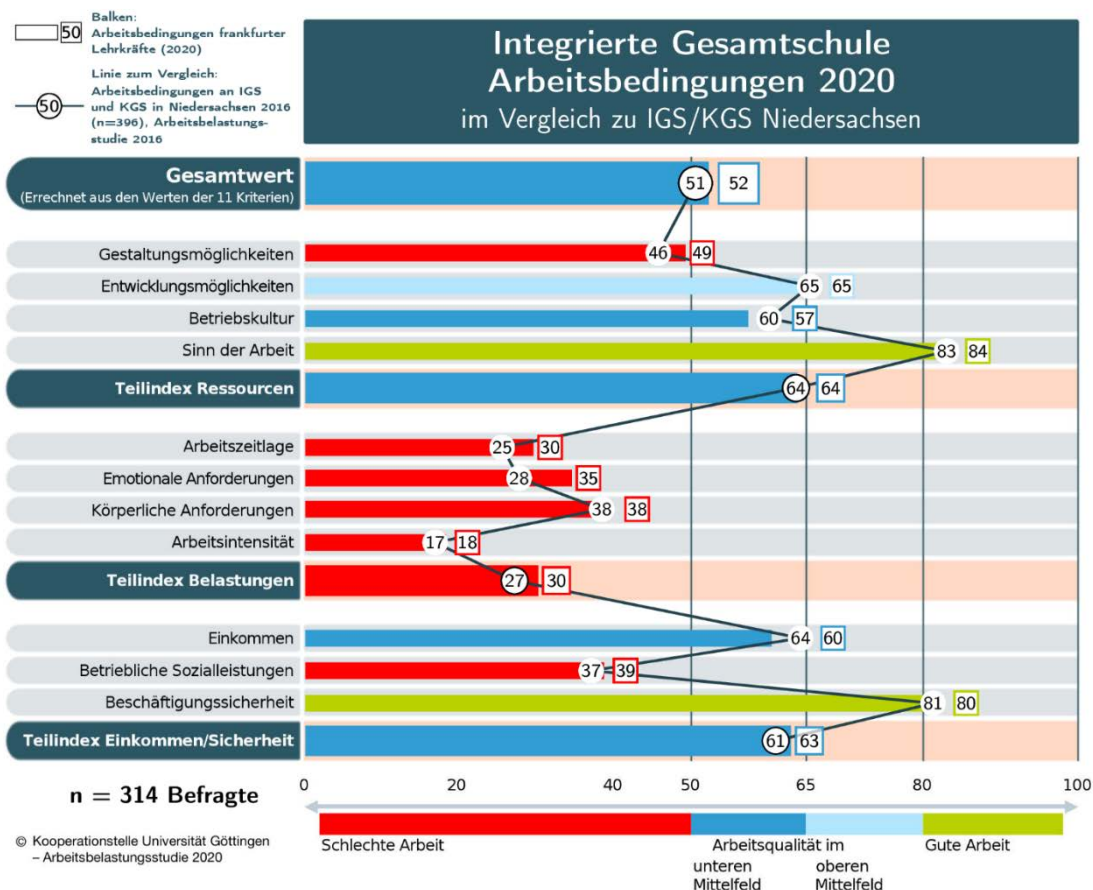 50
Balken:
Arbeitsbedingungen frankfurter
Lehrkräfte (2020)
50
Linie zum Vergleich:
Arbeitsbedingungen an IGS
und KGS in Niedersachsen 2016
(n=396), Arbeitsbelastungs-
studie 2016
Integrierte Gesamtschule
Arbeitsbedingungen 2020
im Vergleich zu IGS/KGS Niedersachsen
Gesamtwert
(Errechnet aus den Werten der 11 Kriterien)
51 52
Gestaltungsmöglichkeiten 46 49
Entwicklungsmöglichkeiten 65 65
Betriebskultur 60 57
Sinn der Arbeit 83 84
Teilindex Ressourcen 64 64
Arbeitszeitlage 25 30
Emotionale Anforderungen 28 35
Körperliche Anforderungen 38 38
Arbeitsintensität 17 18
Teilindex Belastungen 27 30
Einkommen 64 60
Betriebliche Sozialleistungen 37 39
Beschäftigungssicherheit 81 80
Teilindex Einkommen/Sicherheit 61 63
0 20 40 50 65 80 100
n = 314 Befragte
Schlechte Arbeit
Arbeitsqualität im
unteren
Mittelfeld
oberen
Mittelfeld
Gute Arbeit
© Kooperationstelle Universität Göttingen
– Arbeitsbelastungsstudie 2020